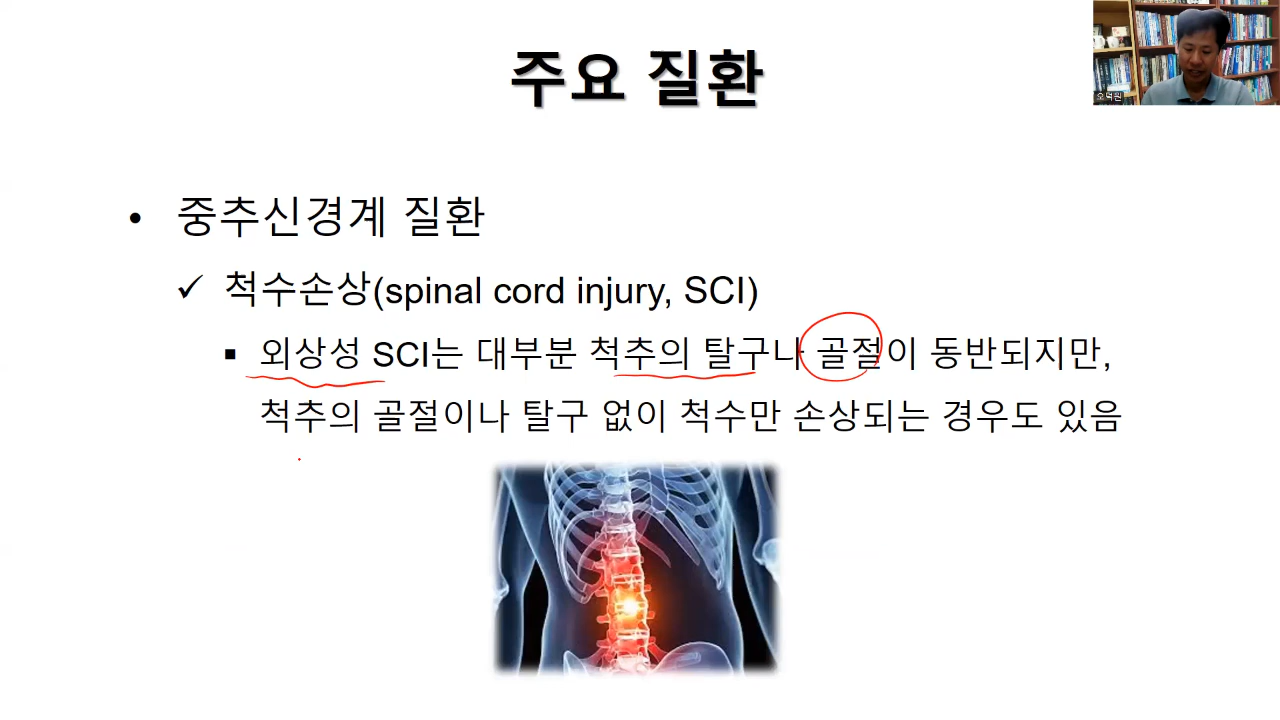 주요 질환
오덕원
• 중추신경계 질환
✓ 척수손상(spinal cord injury, SCI)
▪ 외상성 SCI는 대부분 척추의 탈구나 골절이 동반되지만,
척추의 골절이나 탈구 없이 척수만 손상되는 경우도 있음